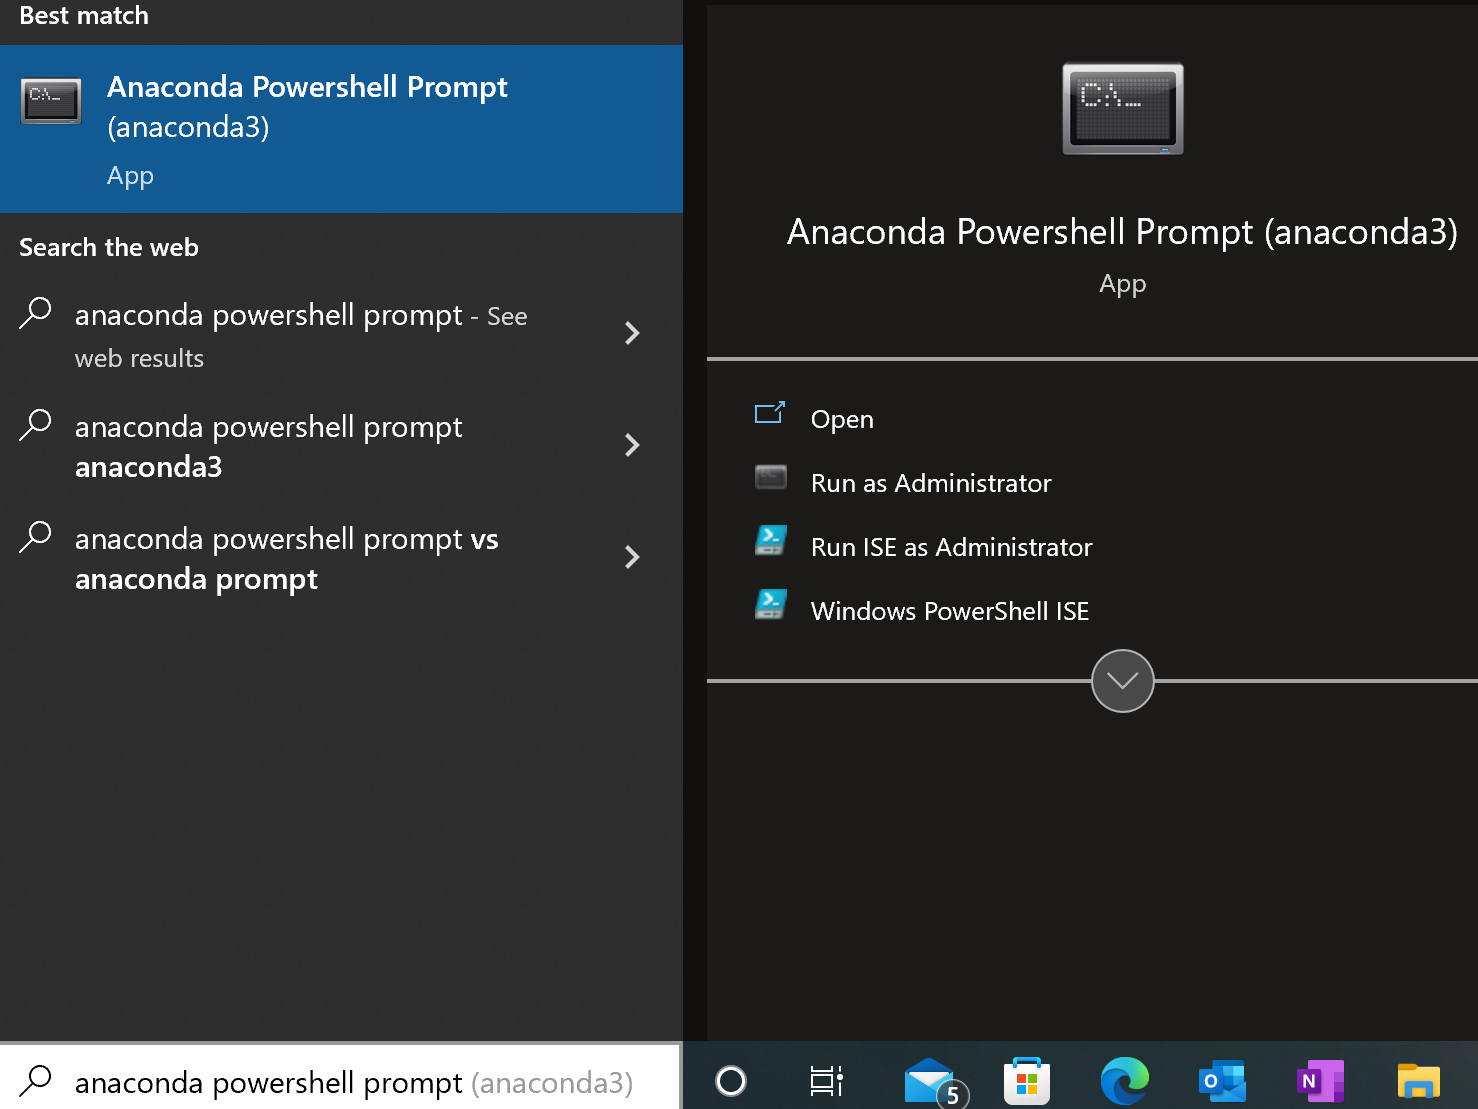 Best match
Anaconda Powershell Prompt
(anaconda3)
App
Search the web
anaconda powershell prompt - See
web results
anaconda powershell prompt
anaconda3
anaconda powershell prompt vs
anaconda prompt
anaconda powershell prompt (anaconda3)
C:\_
Anaconda Powershell Prompt (anaconda3)
App
Open
Run as Administrator
Run ISE as Administrator
Windows PowerShell ISE
5
O
N